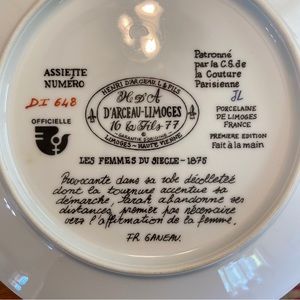 ASSIETTE
NUMÉRO
DI 648
OFFICIELLE
HENRI D'ARCEAU & FILS
H D'A
D'ARCEAU-LIMOGES
16 & Fils 77
GARANTIE
LIMOGES - HAUTE VIENNE
Patronné
par la C.S. de
la Couture
Parisienne
JL
PORCELAINE
DE LIMOGES
FRANCE
PREMIÈRE EDITION
Fait à la main
LES FEMMES DU SIECLE - 1875
Provocante dans sa robe décolletée
dont la tournure accentue sa
démarche, Sarah abandonne ses
distances, premier pas nécessaire
vers l'affirmation de la femme.
FR. GANEAU.